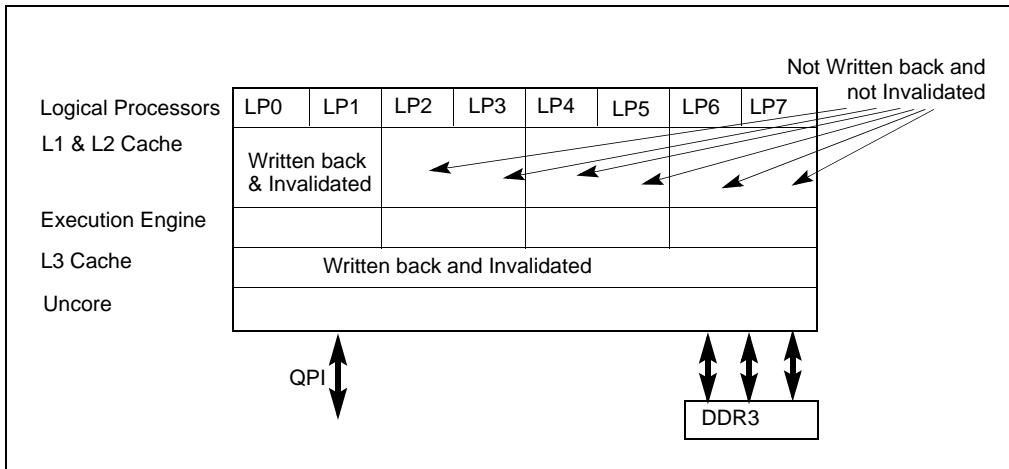 Not Written back and
not Invalidated
Logical Processors LP0 LP1 LP2 LP3 LP4 LP5 LP6 LP7
L1 & L2 Cache
Written back
& Invalidated
Execution Engine
L3 Cache Written back and Invalidated
Uncore
QPI
DDR3